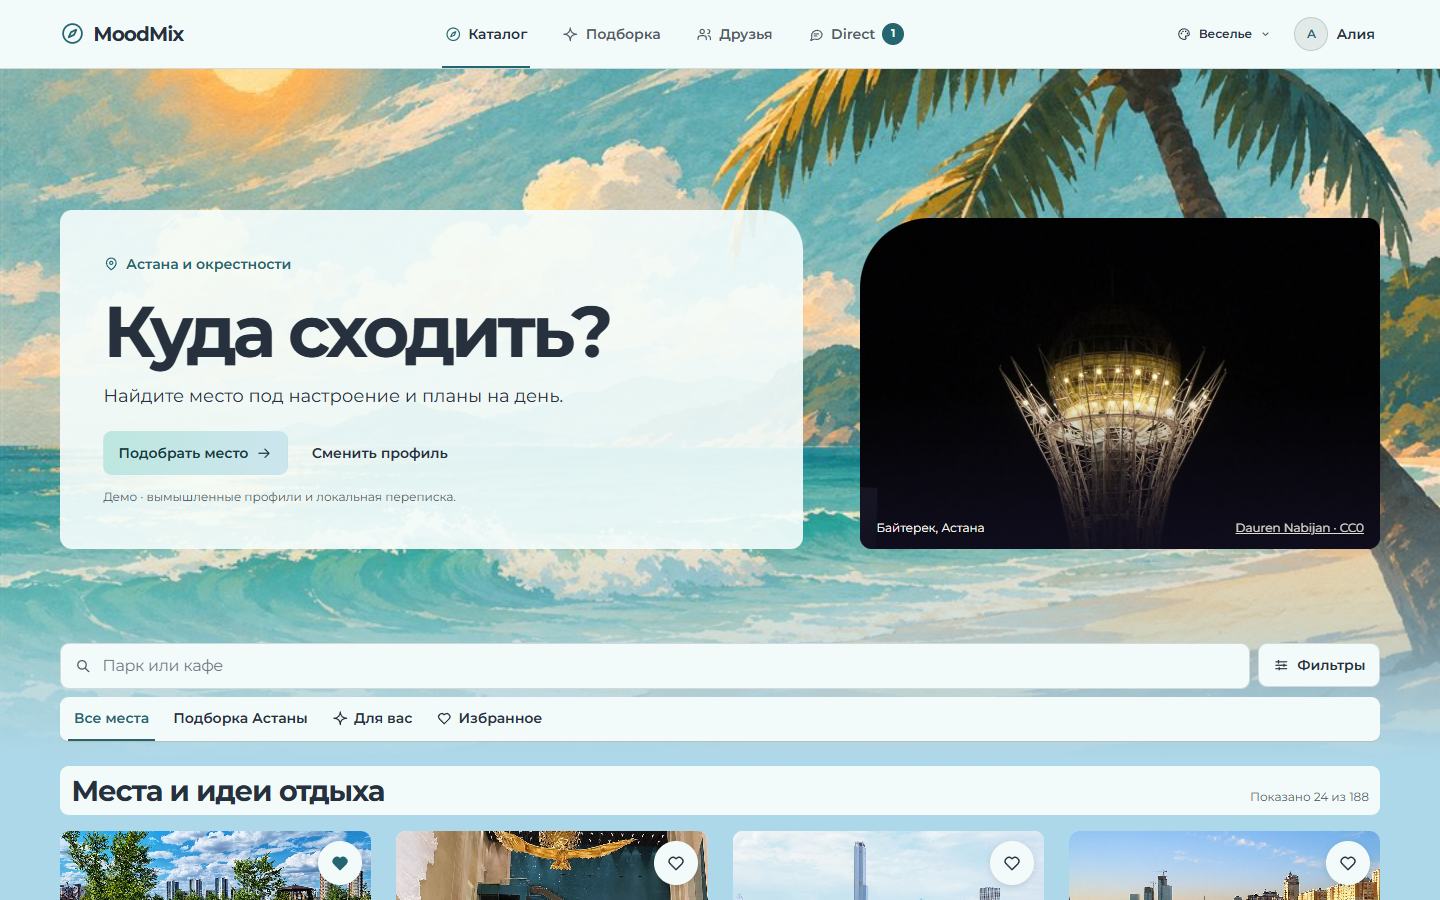 MoodMix
Каталог
Подборка
Друзья
Direct 1
Веселье
А Алия
Астана и окрестности
Куда сходить?
Найдите место под настроение и планы на день.
Подобрать место →
Сменить профиль
Демо · вымышленные профили и локальная переписка.
Байтерек, Астана
Dauren Nabijan · CC0
Парк или кафе
Фильтры
Все места
Подборка Астаны
Для вас
Избранное
Места и идеи отдыха
Показано 24 из 188